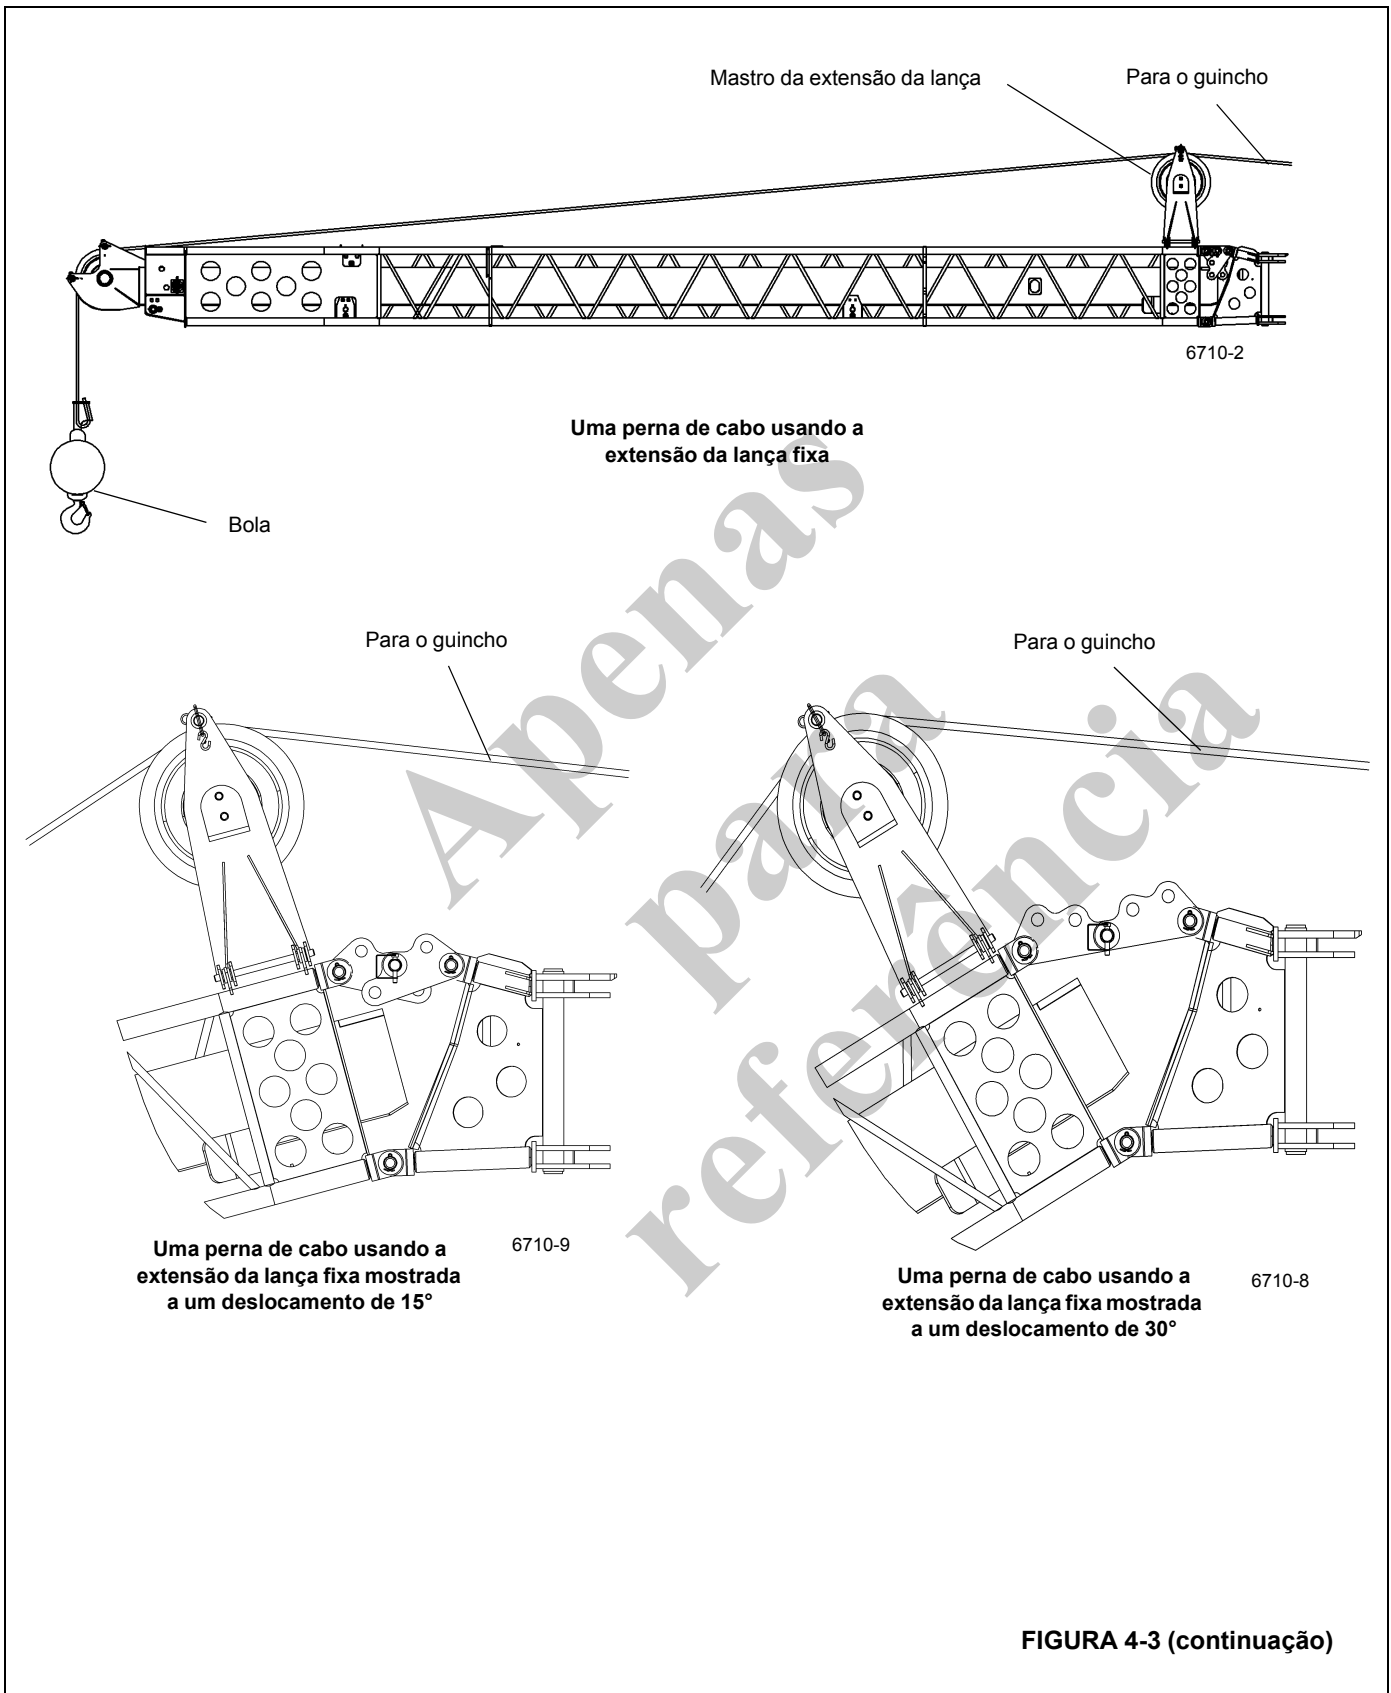 Mastro da extensão da lança
Para o guincho
6710-2
Uma perna de cabo usando a
extensão da lança fixa
Bola
Apenas
para
referência
Para o guincho
Para o guincho
Uma perna de cabo usando a
extensão da lança fixa mostrada
a um deslocamento de 15°
6710-9
Uma perna de cabo usando a
extensão da lança fixa mostrada
a um deslocamento de 30°
6710-8
FIGURA 4-3 (continuação)